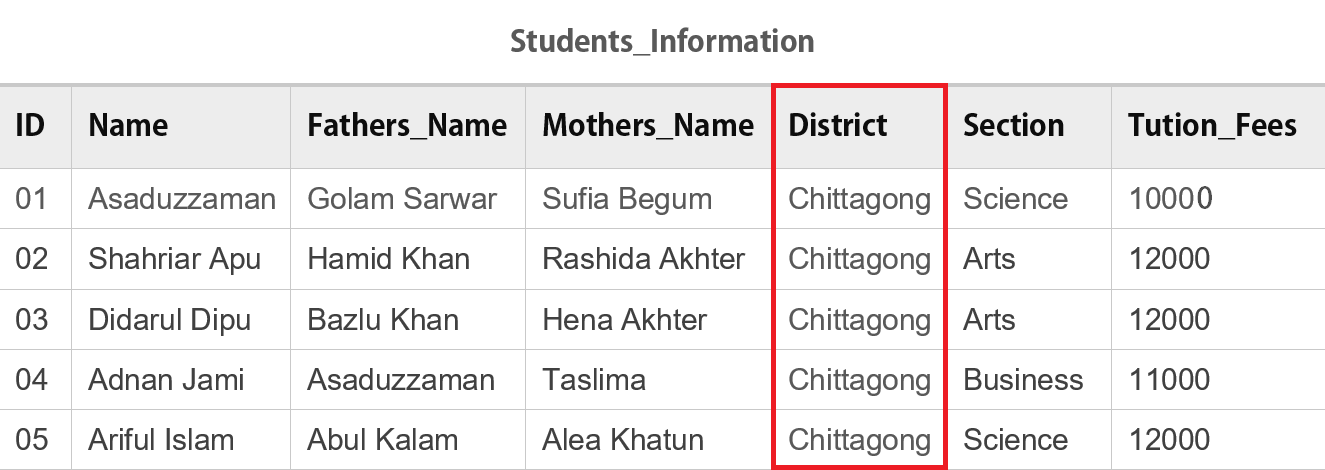 Students_Information
ID Name Fathers_Name Mothers_Name District Section Tution_Fees
01 Asaduzzaman Golam Sarwar Sufia Begum Chittagong Science 10000
02 Shahriar Apu Hamid Khan Rashida Akhter Chittagong Arts 12000
03 Didarul Dipu Bazlu Khan Hena Akhter Chittagong Arts 12000
04 Adnan Jami Asaduzzaman Taslima Chittagong Business 11000
05 Ariful Islam Abul Kalam Alea Khatun Chittagong Science 12000